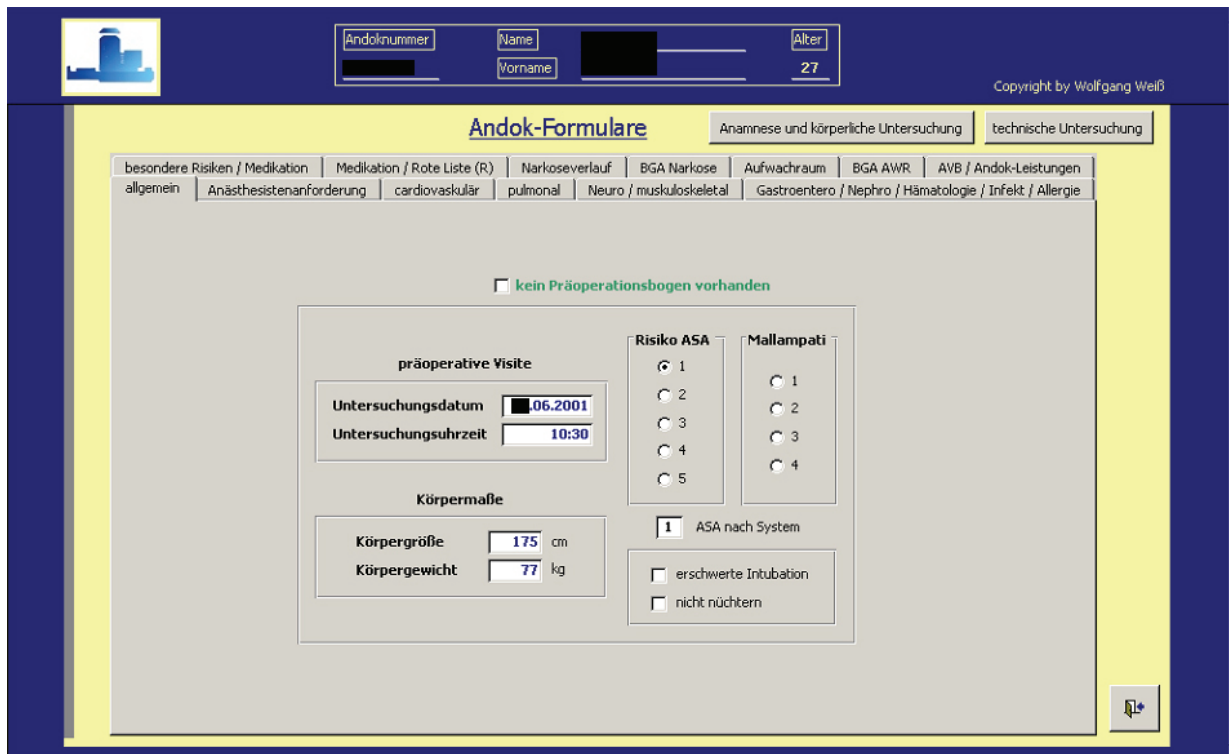 Andoknummer Name Alter
Vorname 27
Copyright by Wolfgang Weiß
Andok-Formulare Anamnese und körperliche Untersuchung technische Untersuchung
besondere Risiken / Medikation Medikation / Rote Liste (R) Narkoseverlauf BGA Narkose Aufwachraum BGA AWR AVB / Andok-Leistungen
allgemein Anästhesistenanforderung cardiovaskulär pulmonal Neuro / muskuloskeletal Gastroentero / Nephro / Hämatologie / Infekt / Allergie
kein Präoperationsbogen vorhanden
präoperative Visite
Untersuchungsdatum .06.2001
Untersuchungsuhrzeit 10:30
Körpermaße
Körpergröße 175 cm
Körpergewicht 77 kg
Risiko ASA
1
2
3
4
5
Mallampati
1
2
3
4
1 ASA nach System
erschwerte Intubation
nicht nüchtern